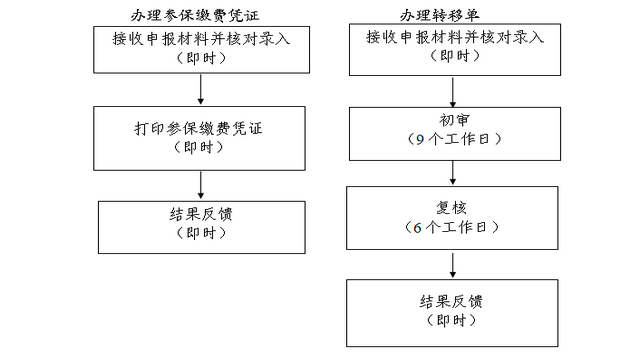 办理参保缴费凭证
接收申报材料并核对录入
（即时）
打印参保缴费凭证
（即时）
结果反馈
（即时）
办理转移单
接收申报材料并核对录入
（即时）
初审
（9个工作日）
复核
（6个工作日）
结果反馈
（即时）